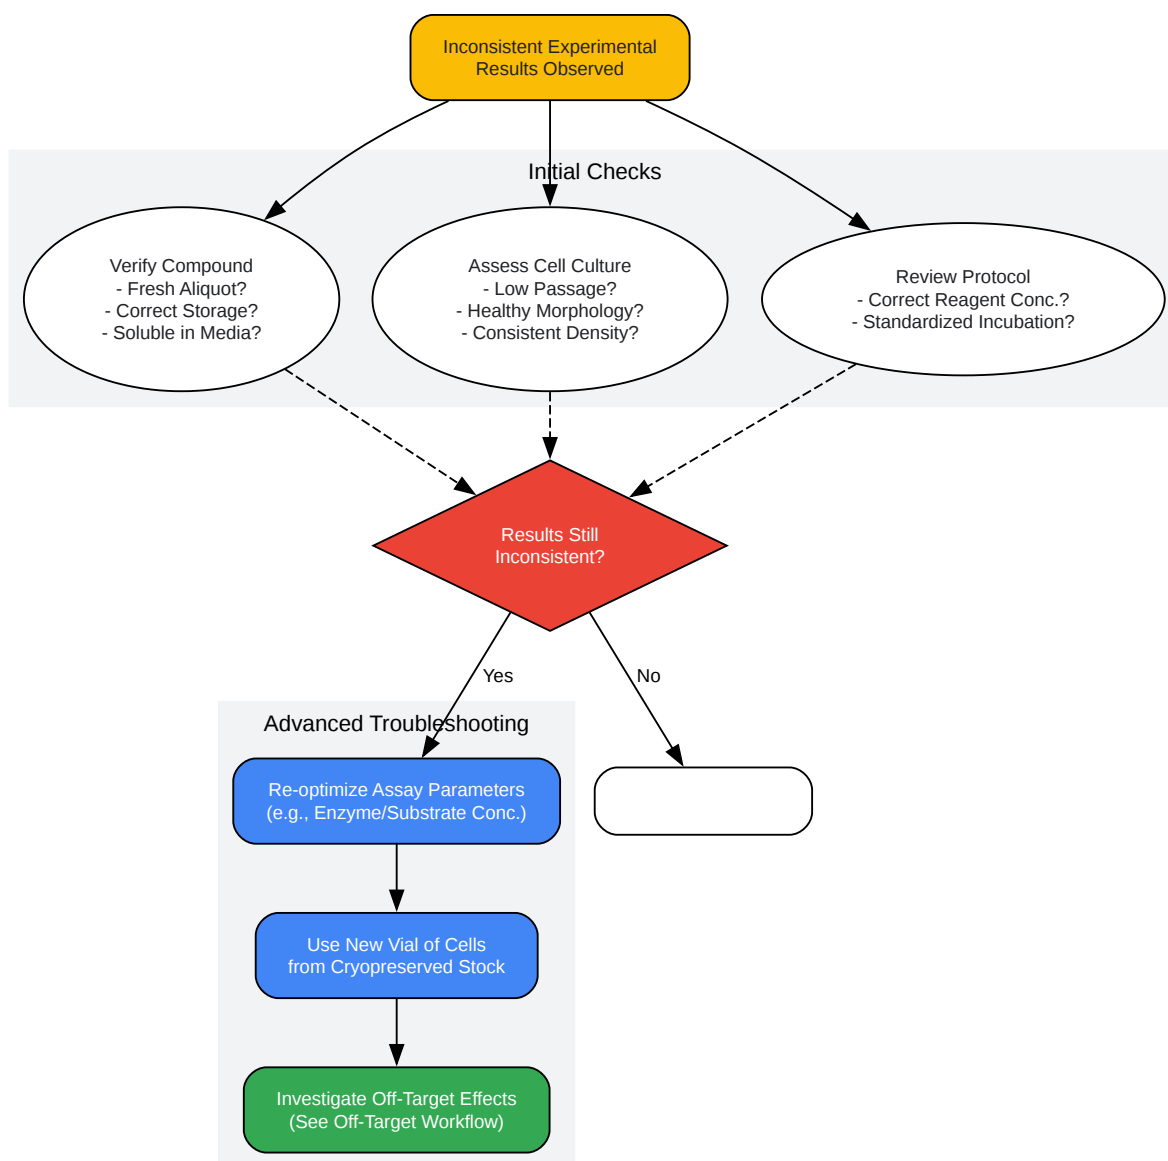 Inconsistent Experimental
Results Observed
Initial Checks
Verify Compound
- Fresh Aliquot?
- Correct Storage?
- Soluble in Media?
Assess Cell Culture
- Low Passage?
- Healthy Morphology?
- Consistent Density?
Review Protocol
- Correct Reagent Conc.?
- Standardized Incubation?
Results Still
Inconsistent?
Yes
No
Advanced Troubleshooting
Re-optimize Assay Parameters
(e.g., Enzyme/Substrate Conc.)
Use New Vial of Cells
from Cryopreserved Stock
Investigate Off-Target Effects
(See Off-Target Workflow)